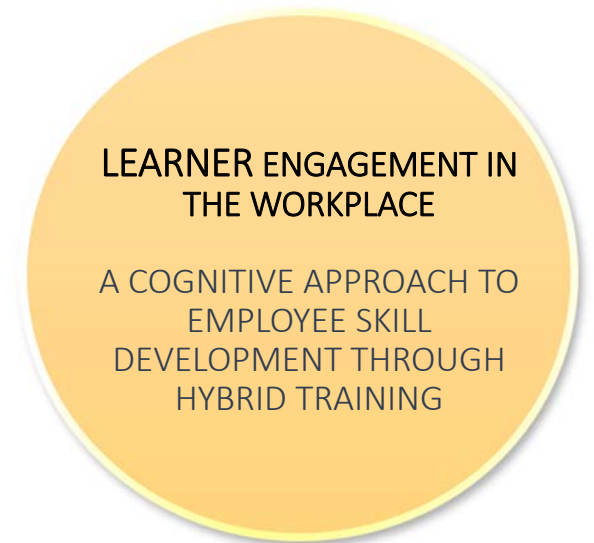 LEARNER ENGAGEMENT IN
THE WORKPLACE
A COGNITIVE APPROACH TO
EMPLOYEE SKILL
DEVELOPMENT THROUGH
HYBRID TRAINING